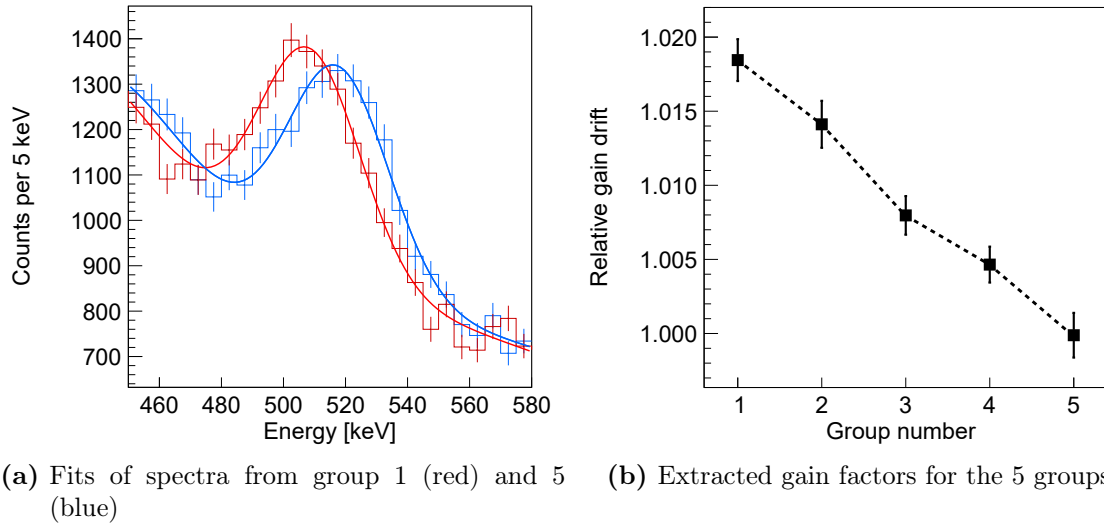 1400
1300
1200
1100
1000
900
800
700
Counts per 5 keV
460 480 500 520 540 560 580
Energy [keV]
1.020
1.015
1.010
1.005
1.000
Relative gain drift
1 2 3 4 5
Group number
(a) Fits of spectra from group 1 (red) and 5
(blue)
(b) Extracted gain factors for the 5 groups